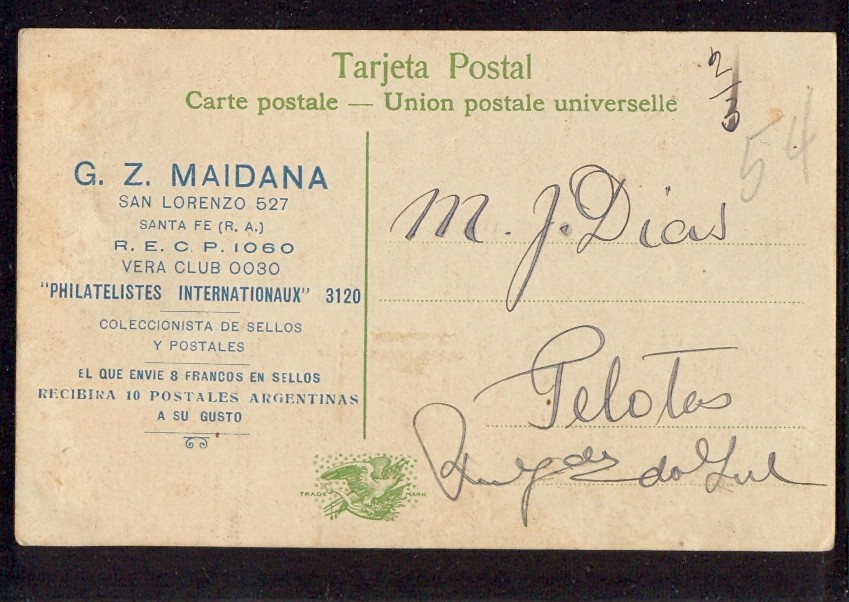 Tarjeta Postal
Carte postale — Union postale universelle
2/3
54
G. Z. MAIDANA
SAN LORENZO 527
SANTA FE (R. A.)
R. E. C. P. 1060
VERA CLUB 0030
"PHILATELISTES INTERNATIONAUX" 3120
COLECCIONISTA DE SELLOS
Y POSTALES
EL QUE ENVIE 8 FRANCOS EN SELLOS
RECIBIRA 10 POSTALES ARGENTINAS
A SU GUSTO
M. J. Dias
Pelotas
do Sul
TRADE MARK